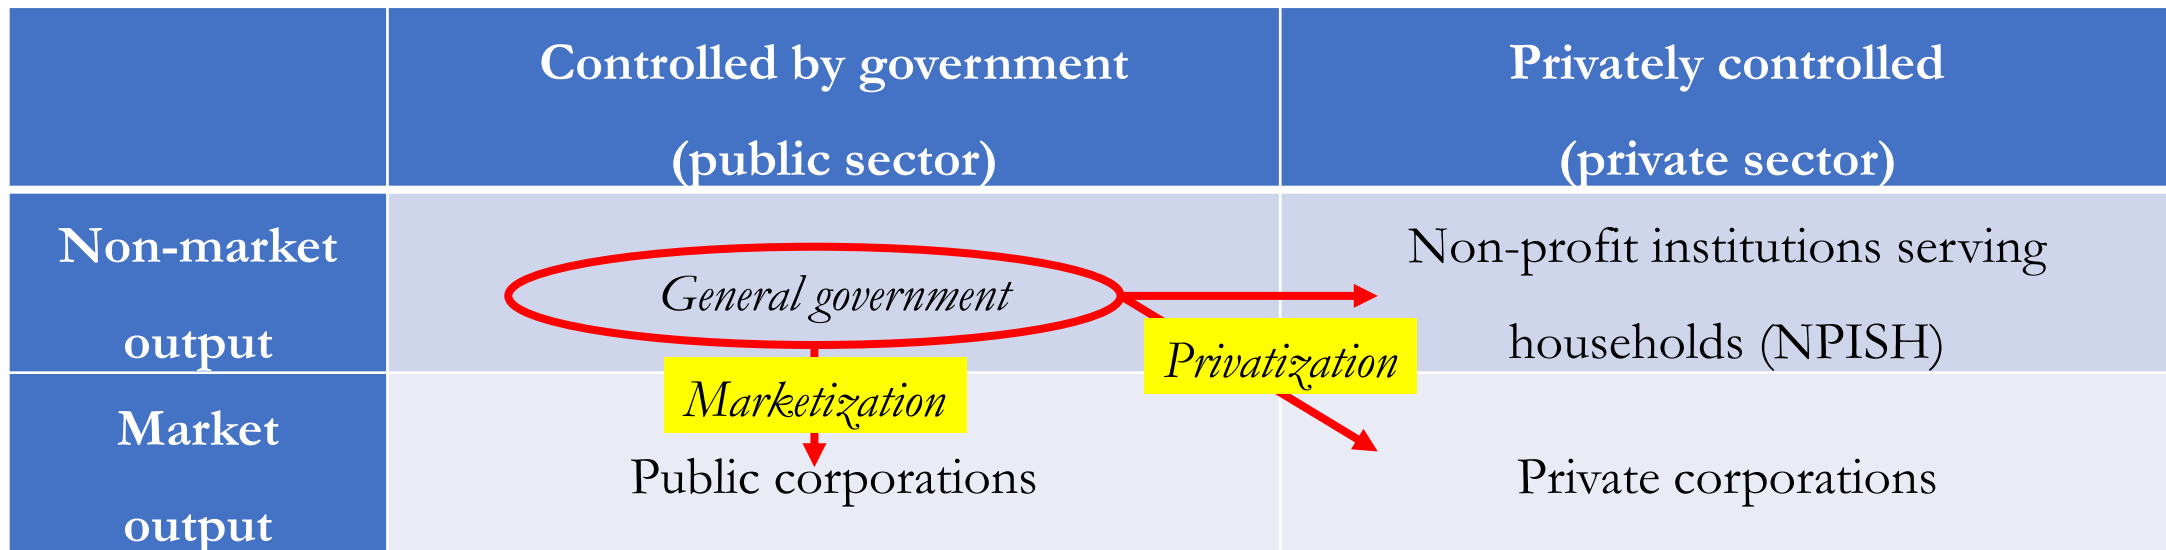 Controlled by government
(public sector)
Privately controlled
(private sector)
Non-market
output
General government
Non-profit institutions serving
households (NPISH)
Marketization
Privatization
Market
output
Public corporations
Private corporations